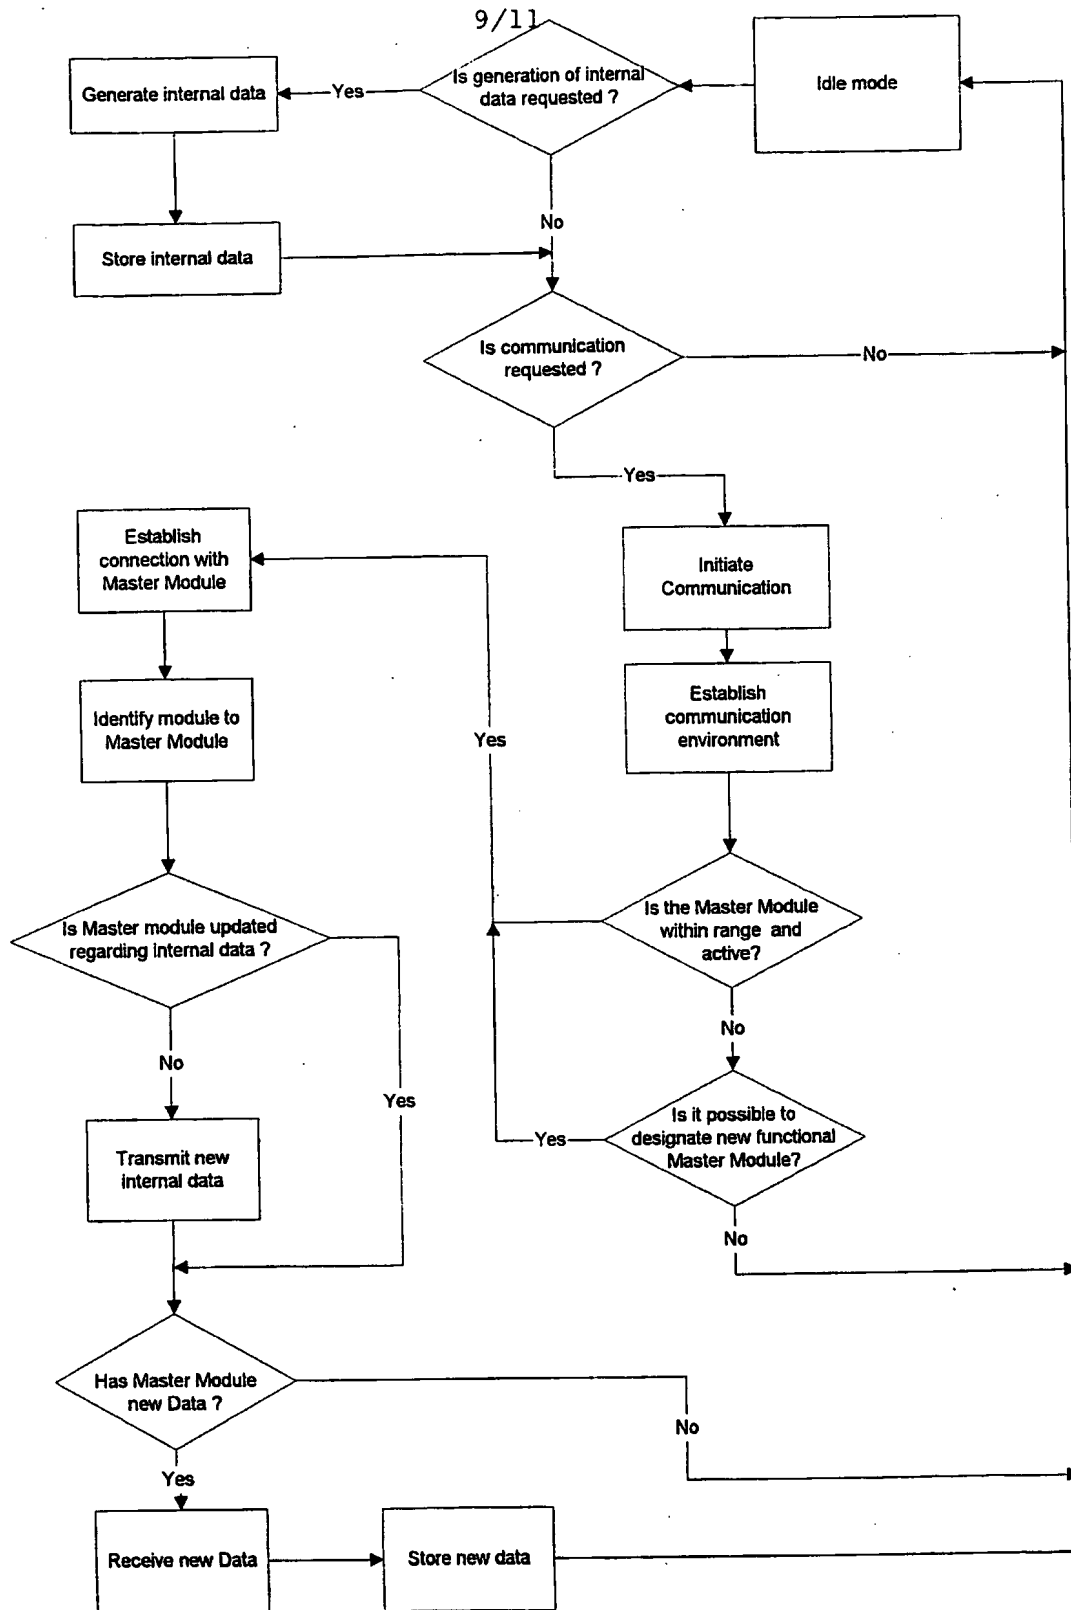 9/11
Is generation of internal
data requested ?
Idle mode
Yes
Generate internal data
No
Store internal data
Is communication
requested ?
No
Yes
Establish
connection with
Master Module
Initiate
Communication
Identify module to
Master Module
Establish
communication
environment
Yes
Is the Master Module
within range and
active?
Is Master module updated
regarding internal data ?
No
No
Yes
Is it possible to
designate new functional
Master Module?
Yes
Transmit new
internal data
No
Has Master Module
new Data ?
No
Yes
Receive new Data
Store new data